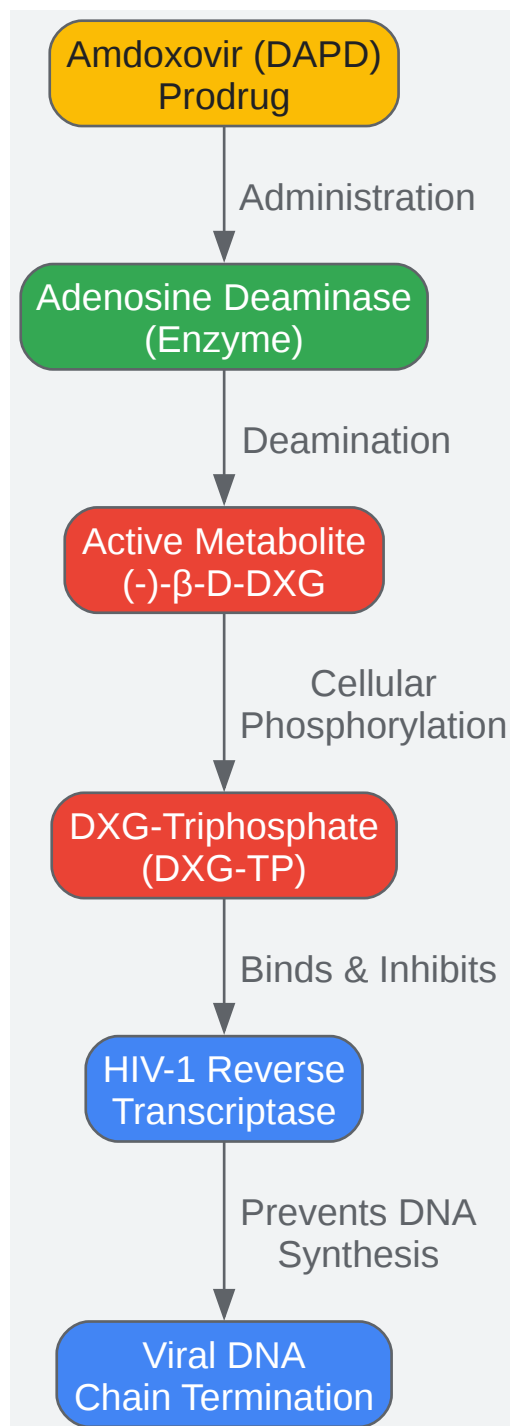 Amdoxovir (DAPD)
Prodrug
Administration
Adenosine Deaminase
(Enzyme)
Deamination
Active Metabolite
(-)-β-D-DXG
Cellular
Phosphorylation
DXG-Triphosphate
(DXG-TP)
Binds & Inhibits
HIV-1 Reverse
Transcriptase
Prevents DNA
Synthesis
Viral DNA
Chain Termination